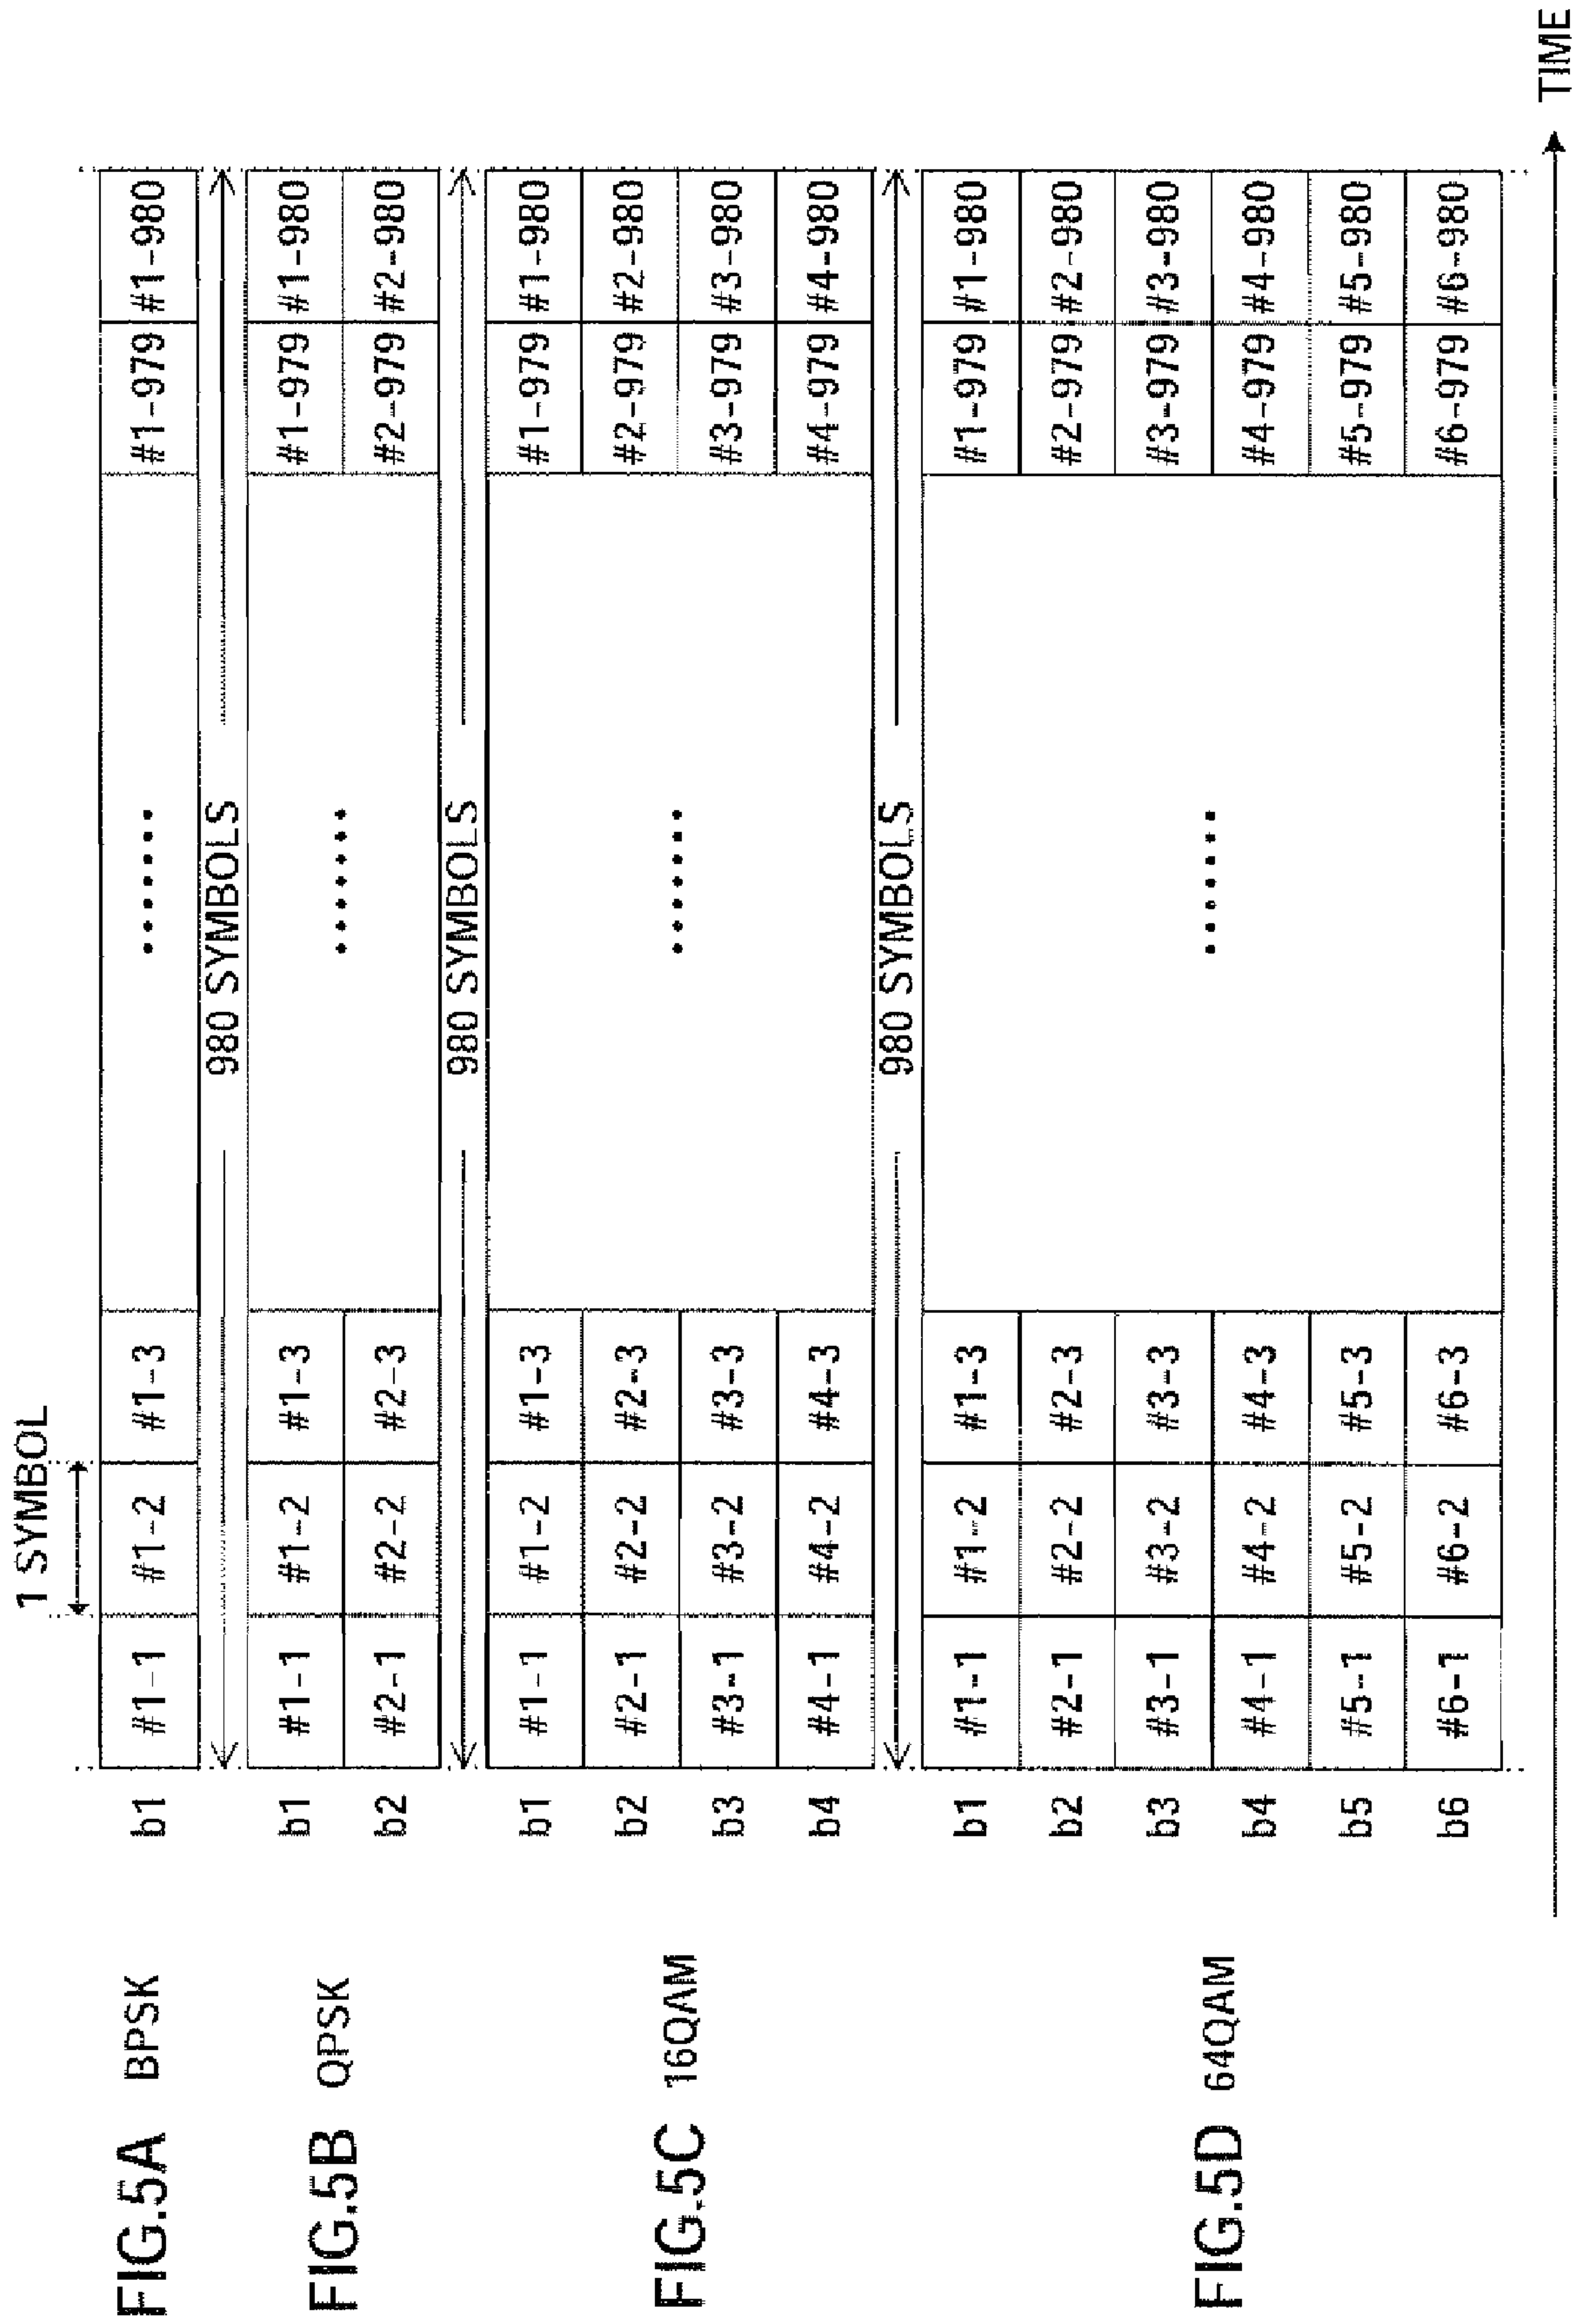 1 SYMBOL
FIG.5A BPSK
b1 #1-1 #1-2 #1-3 ...... #1-979 #1-980
980 SYMBOLS
FIG.5B QPSK
b1 #1-1 #1-2 #1-3 #1-979 #1-980
......
b2 #2-1 #2-2 #2-3 #2-979 #2-980
980 SYMBOLS
FIG.5C 16QAM
b1 #1-1 #1-2 #1-3 #1-979 #1-980
b2 #2-1 #2-2 #2-3 #2-979 #2-980
......
b3 #3-1 #3-2 #3-3 #3-979 #3-980
b4 #4-1 #4-2 #4-3 #4-979 #4-980
980 SYMBOLS
FIG.5D 64QAM
b1 #1-1 #1-2 #1-3 #1-979 #1-980
b2 #2-1 #2-2 #2-3 #2-979 #2-980
b3 #3-1 #3-2 #3-3 #3-979 #3-980
......
b4 #4-1 #4-2 #4-3 #4-979 #4-980
b5 #5-1 #5-2 #5-3 #5-979 #5-980
b6 #6-1 #6-2 #6-3 #6-979 #6-980
TIME